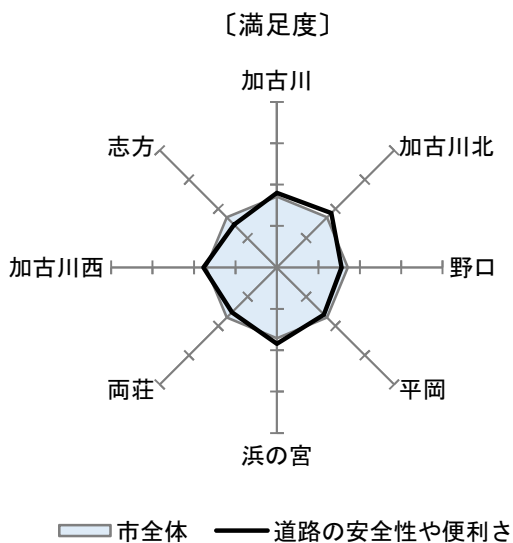 〔満足度〕
加古川
志方
加古川北
加古川西
野口
両荘
平岡
浜の宮
市全体
道路の安全性や便利さ